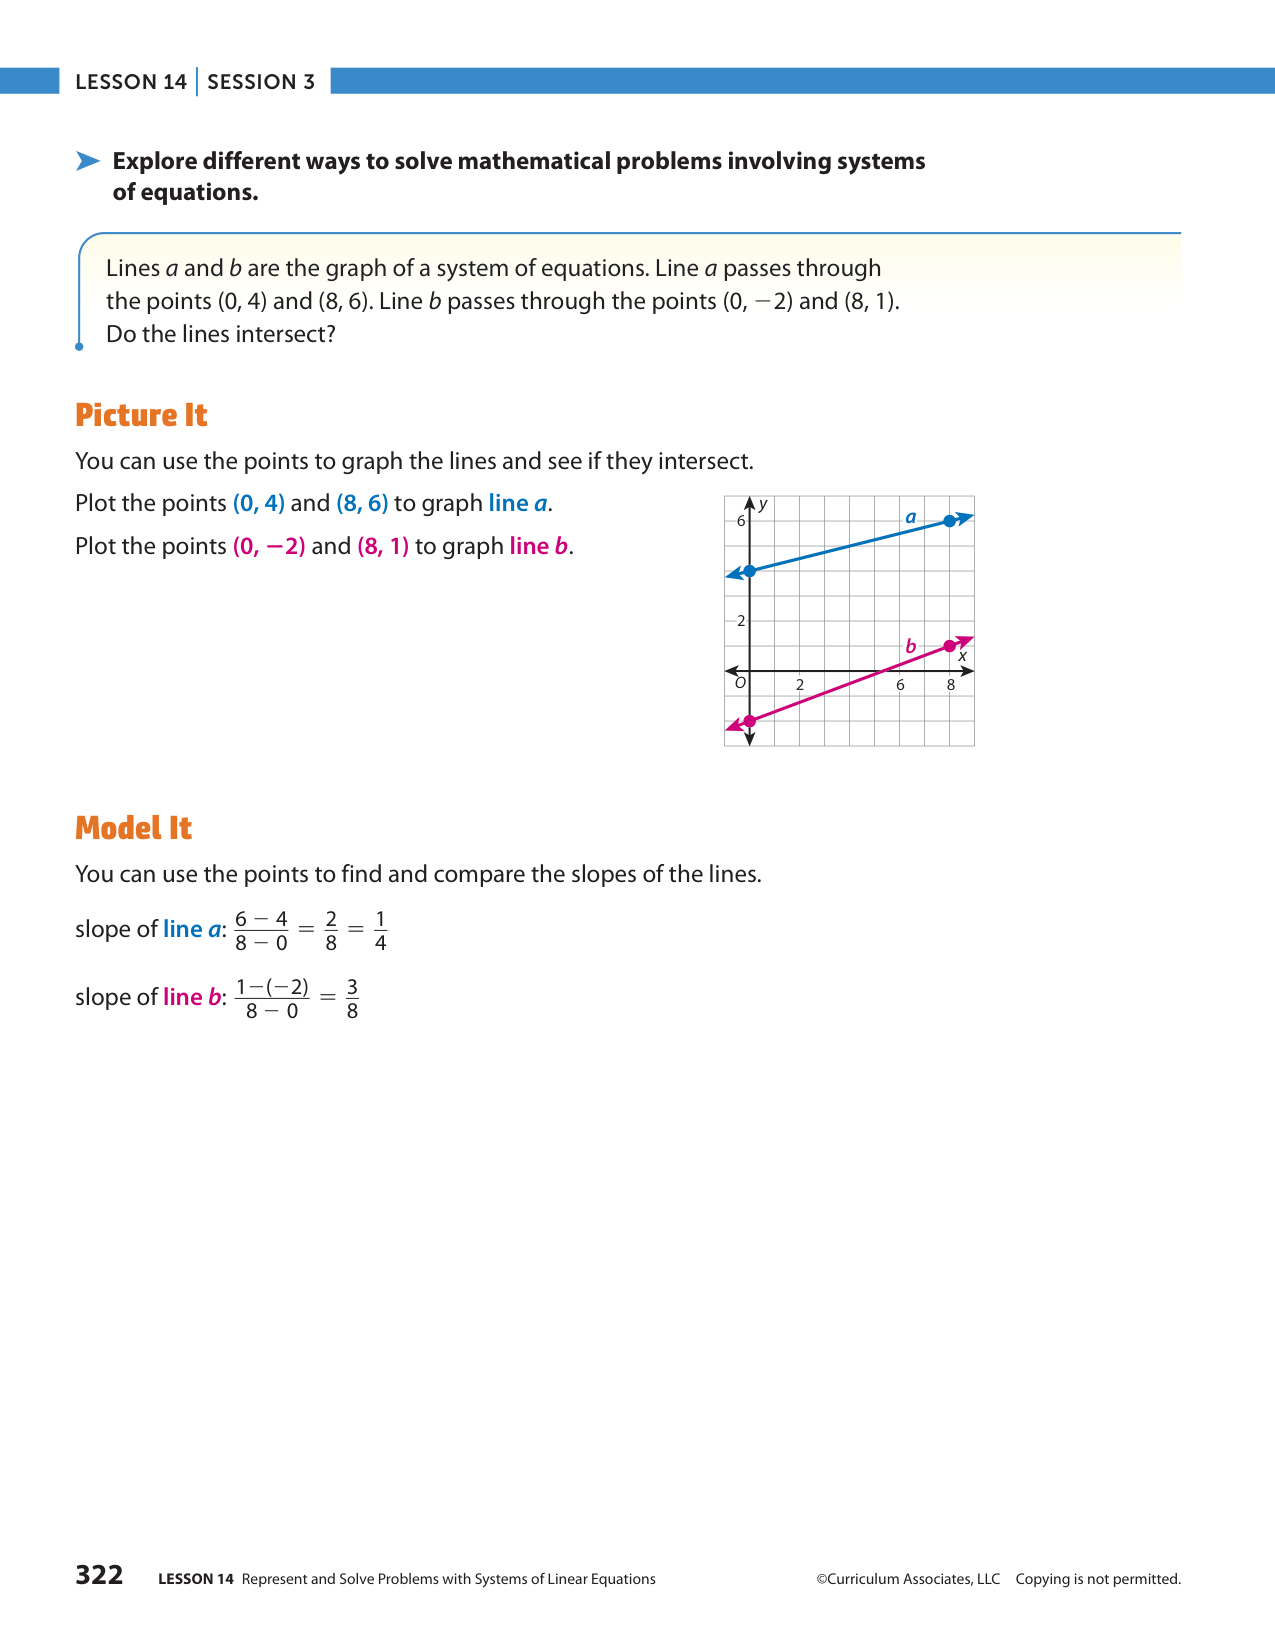 LESSON 14 | SESSION 3
➤ Explore different ways to solve mathematical problems involving systems
of equations.
Lines a and b are the graph of a system of equations. Line a passes through
the points (0, 4) and (8, 6). Line b passes through the points (0, −2) and (8, 1).
Do the lines intersect?
Picture It
You can use the points to graph the lines and see if they intersect.
Plot the points (0, 4) and (8, 6) to graph line a.
Plot the points (0, −2) and (8, 1) to graph line b.
y
6
a
2
b
x
O
2
6
8
Model It
You can use the points to find and compare the slopes of the lines.
slope of line a: 6 − 4 / 8 − 0 = 2/8 = 1/4
slope of line b: 1−(−2) / 8 − 0 = 3/8
322 LESSON 14 Represent and Solve Problems with Systems of Linear Equations ©Curriculum Associates, LLC Copying is not permitted.